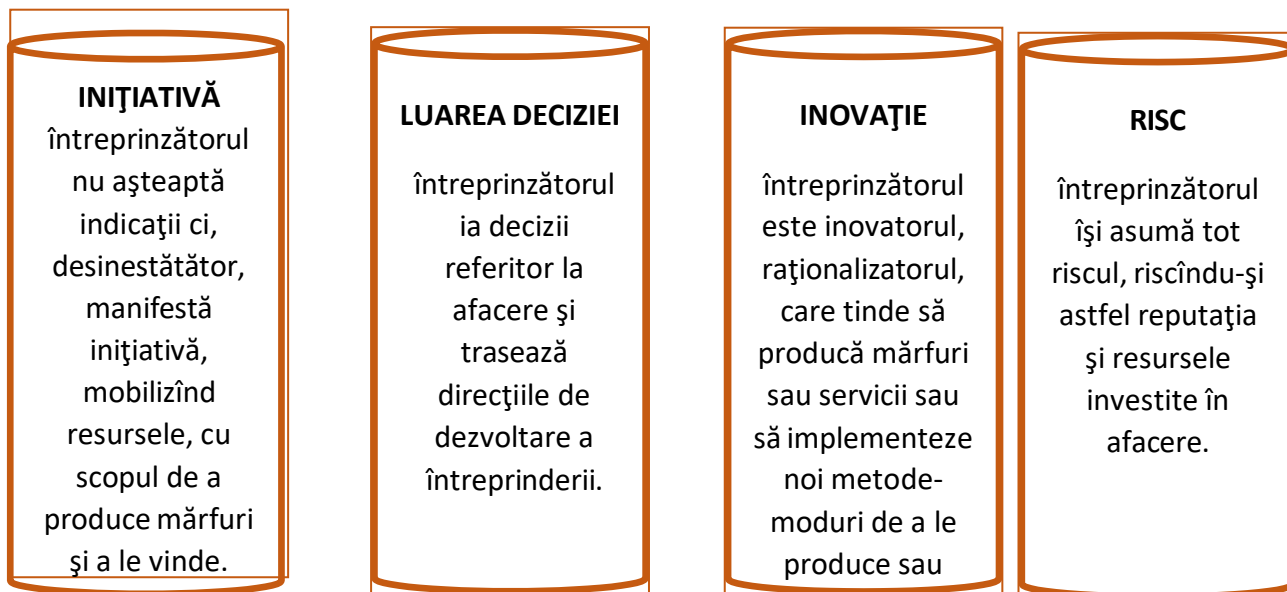 INIŢIATIVĂ
întreprinzătorul
nu aşteaptă
indicaţii ci,
desinestătător,
manifestă
iniţiativă,
mobilizînd
resursele, cu
scopul de a
produce mărfuri
şi a le vinde.
LUAREA DECIZIEI
întreprinzătorul
ia decizii
referitor la
afacere şi
trasează
direcţiile de
dezvoltare a
întreprinderii.
INOVAŢIE
întreprinzătorul
este inovatorul,
raţionalizatorul,
care tinde să
producă mărfuri
sau servicii sau
să implementeze
noi metode-
moduri de a le
produce sau
RISC
întreprinzătorul
îşi asumă tot
riscul, riscîndu-şi
astfel reputaţia
şi resursele
investite în
afacere.